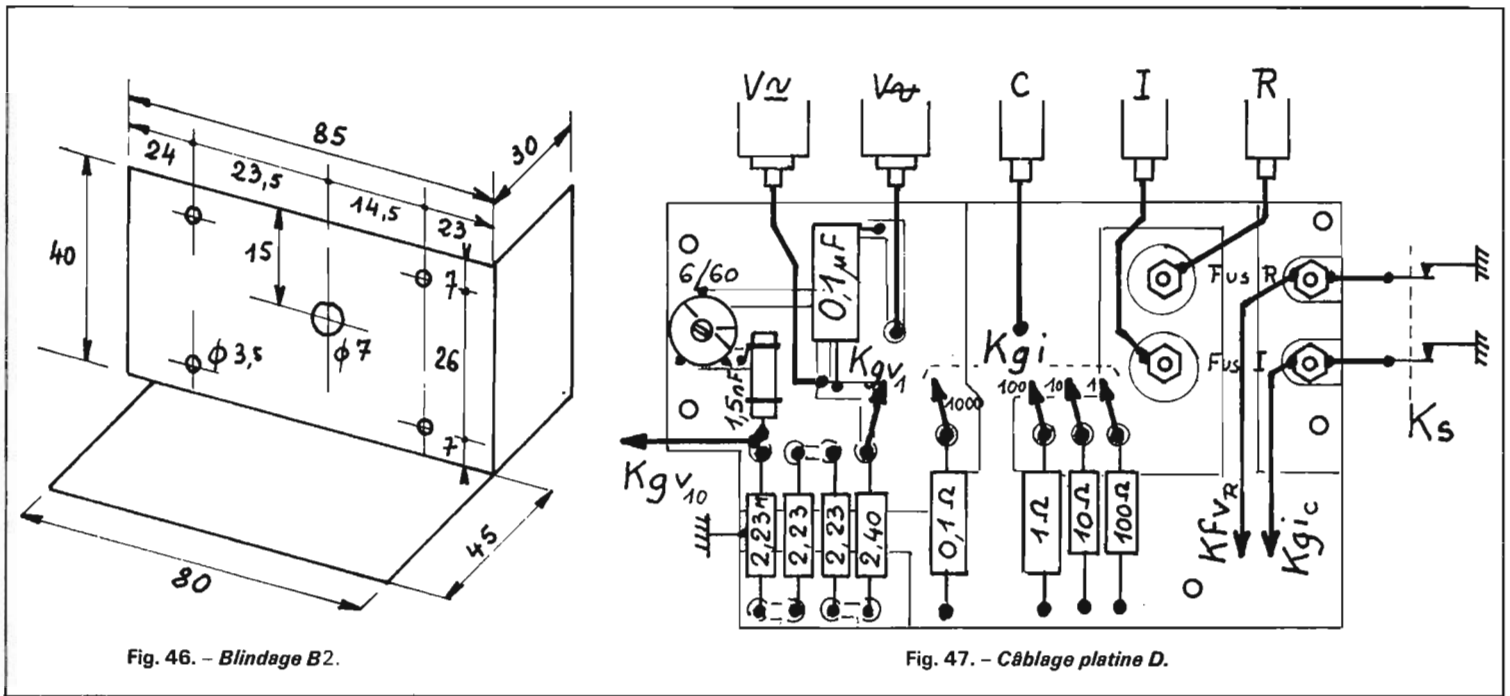 85
30
24
23,5
14,5
23
40
15
7
φ 3,5
φ 7
26
7
45
80
Fig. 46. – Blindage B2.
V≂
V
C
I
R
6/60
0,1μF
Fus R
Kgv1
Kgi
1000
100
10
1
Fus I
1,5nF
Ks
Kgv10
2,23M
2,23
2,23
2,40
0,1Ω
1Ω
10Ω
100Ω
KfvR
Kgic
Fig. 47. – Câblage platine D.